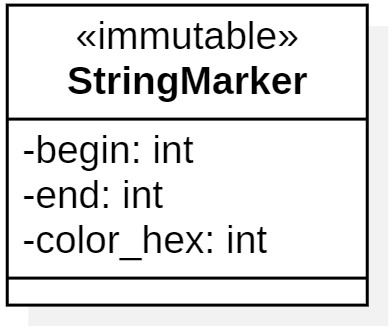 «immutable»
StringMarker
-begin: int
-end: int
-color_hex: int